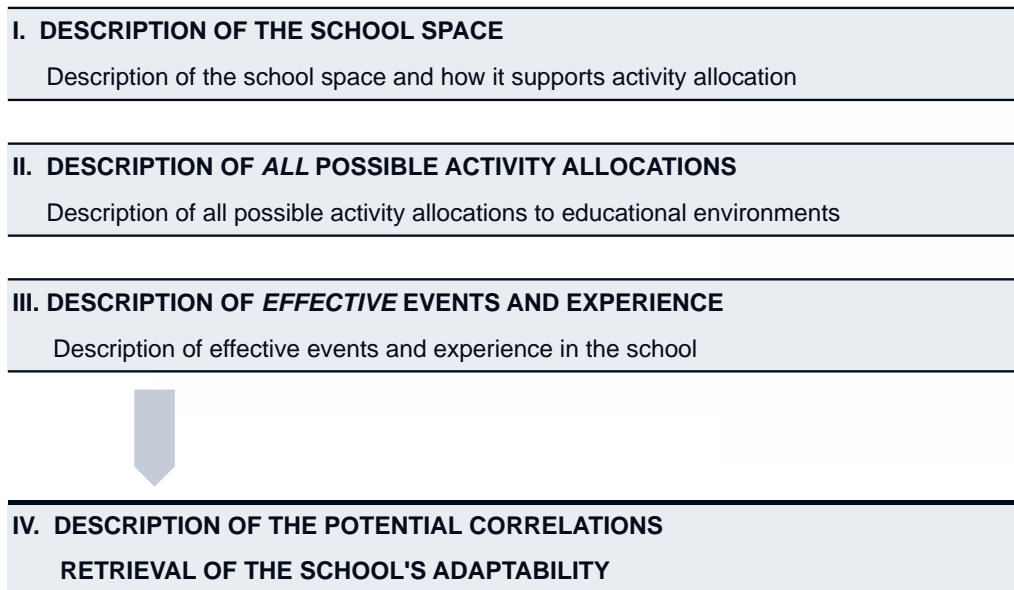 I. DESCRIPTION OF THE SCHOOL SPACE
Description of the school space and how it supports activity allocation
II. DESCRIPTION OF ALL POSSIBLE ACTIVITY ALLOCATIONS
Description of all possible activity allocations to educational environments
III. DESCRIPTION OF EFFECTIVE EVENTS AND EXPERIENCE
Description of effective events and experience in the school
IV. DESCRIPTION OF THE POTENTIAL CORRELATIONS
RETRIEVAL OF THE SCHOOL'S ADAPTABILITY